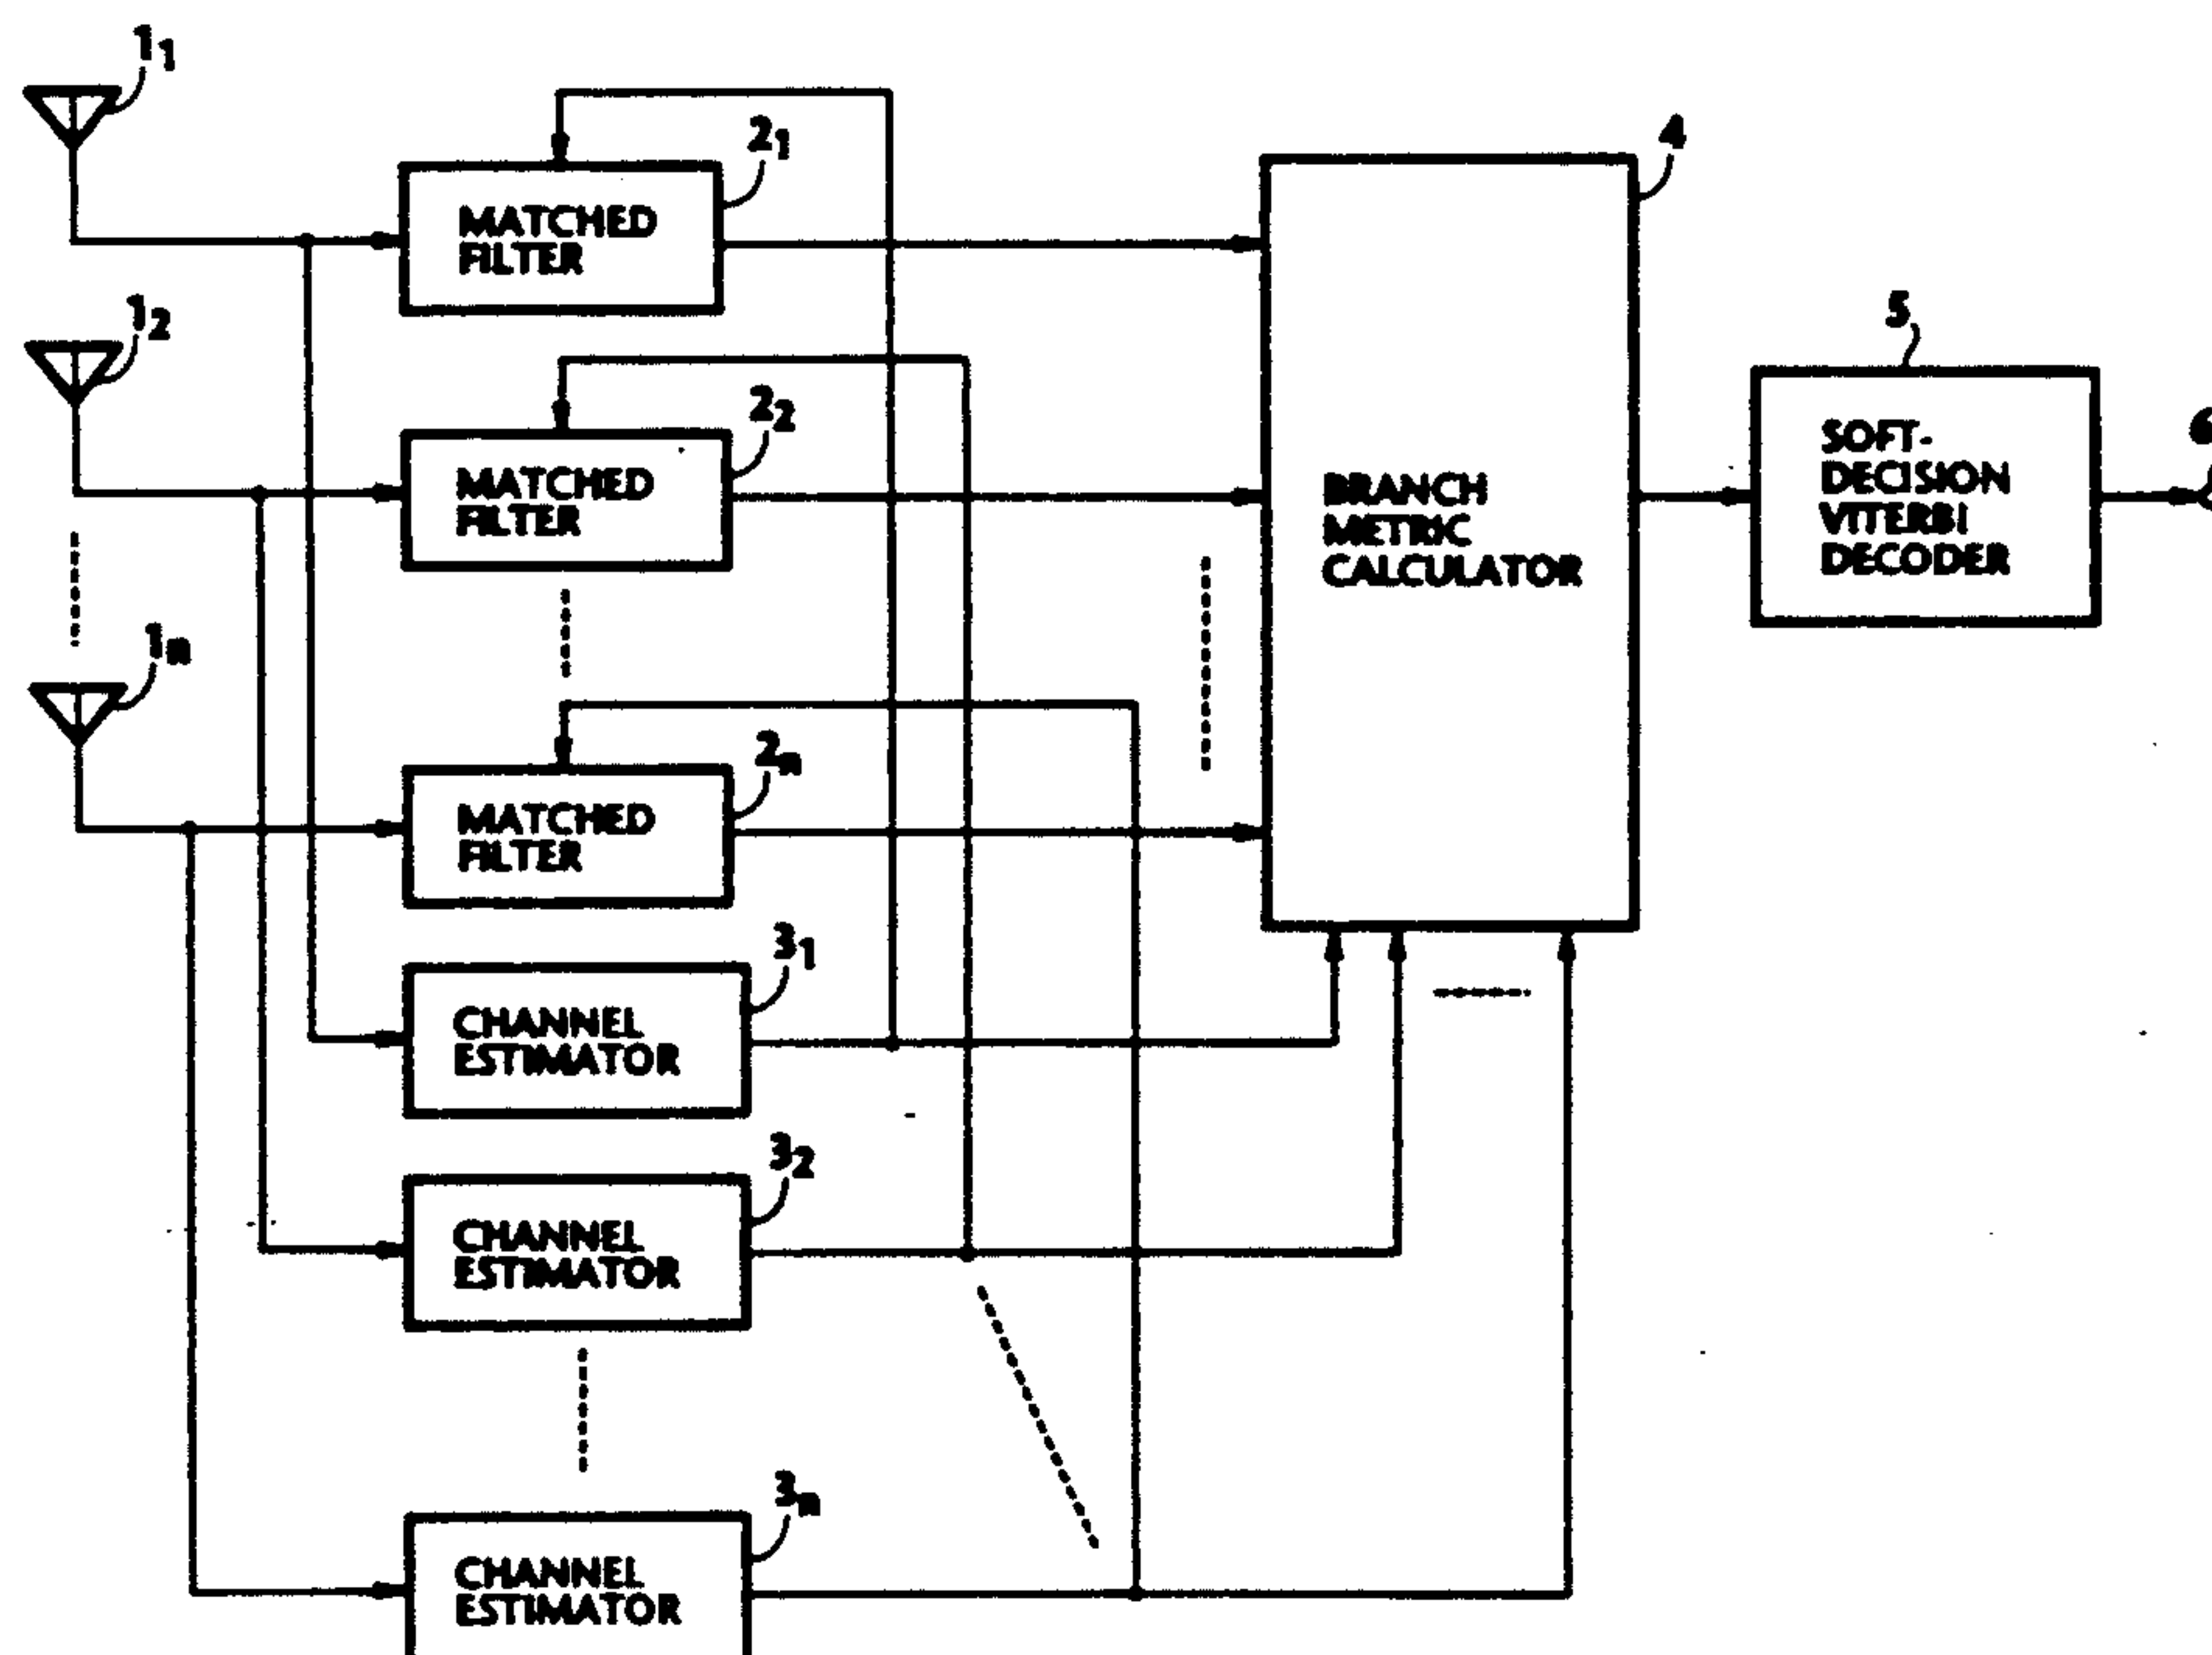 1₁
2₁
4
MATCHED
FILTER
1₂
5
2₂
MATCHED
FILTER
BRANCH
METRIC
CALCULATOR
SOFT-
DECISION
VITERBI
DECODER
6
1n
2n
MATCHED
FILTER
3₁
CHANNEL
ESTIMATOR
3₂
CHANNEL
ESTIMATOR
3n
CHANNEL
ESTIMATOR